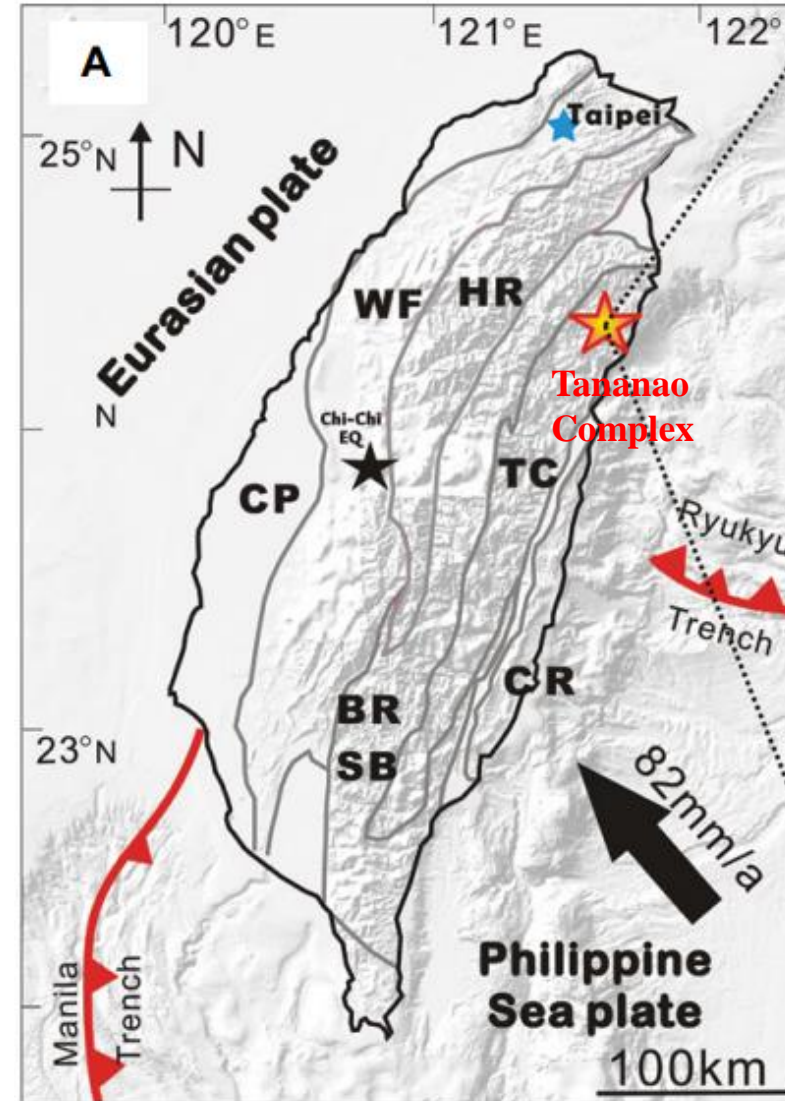 A
120°E
121°E
122°
N
25°N
Taipei
Eurasian plate
WF
HR
Tananao
Complex
N
Chi-Chi
EQ
CP
TC
Ryukyu
Trench
CR
BR
SB
23°N
82mm/a
Manila
Trench
Philippine
Sea plate
100km